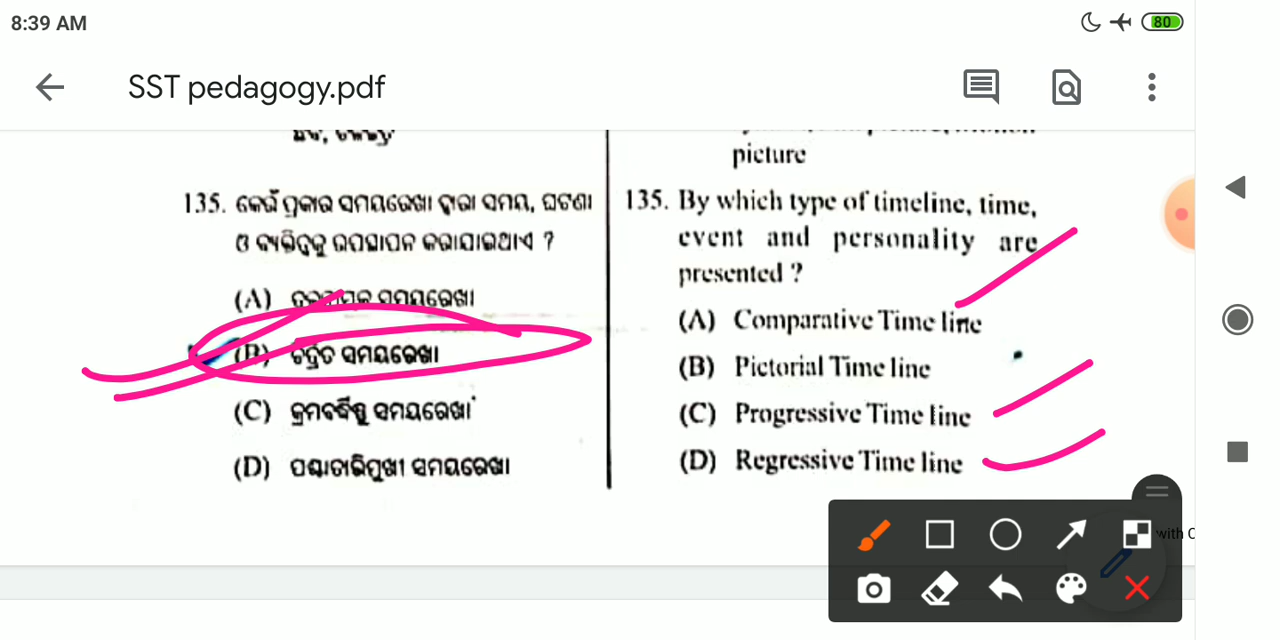 8:39 AM
80
SST pedagogy.pdf
picture
135. କେଉଁ ପ୍ରକାର ସମୟରେଖା ଦ୍ୱାରା ସମୟ, ଘଟଣା
ଓ ବ୍ୟକ୍ତିତ୍ୱକୁ ଉପସ୍ଥାପନ କରାଯାଇଥାଏ ?
(A) ସମୟରେଖା
(B) ଚିତ୍ରିତ ସମୟରେଖା
(C) କ୍ରମବର୍ଦ୍ଧିଷ୍ଣୁ ସମୟରେଖା
(D) ପଶ୍ଚାତାଭିମୁଖୀ ସମୟରେଖା
135. By which type of timeline, time,
event and personality are
presented ?
(A) Comparative Time line
(B) Pictorial Time line
(C) Progressive Time line
(D) Regressive Time line
with C